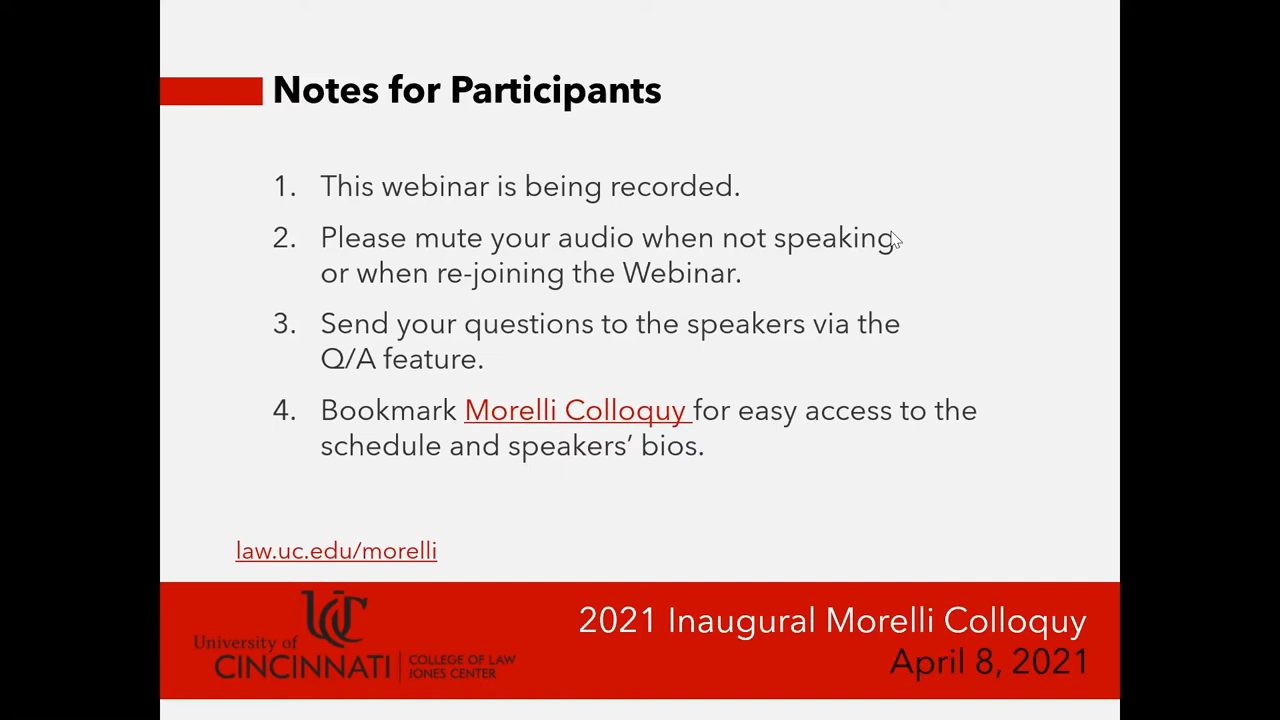 Notes for Participants
1. This webinar is being recorded.
2. Please mute your audio when not speaking
or when re-joining the Webinar.
3. Send your questions to the speakers via the
Q/A feature.
4. Bookmark Morelli Colloquy for easy access to the
schedule and speakers’ bios.
law.uc.edu/morelli
UC
University of
CINCINNATI
COLLEGE OF LAW
JONES CENTER
2021 Inaugural Morelli Colloquy
April 8, 2021